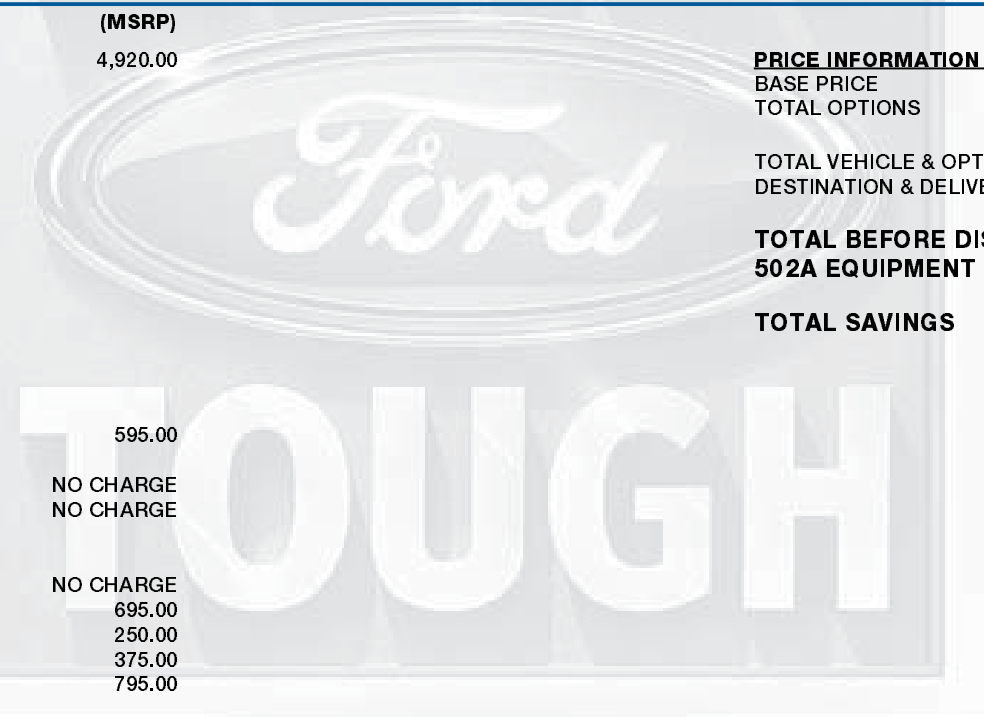 (MSRP)
4,920.00
595.00
NO CHARGE
NO CHARGE
NO CHARGE
695.00
250.00
375.00
795.00
PRICE INFORMATION
BASE PRICE
TOTAL OPTIONS
TOTAL VEHICLE & OPT
DESTINATION & DELIVE
TOTAL BEFORE DIS
502A EQUIPMENT
TOTAL SAVINGS
Ford
TOUGH